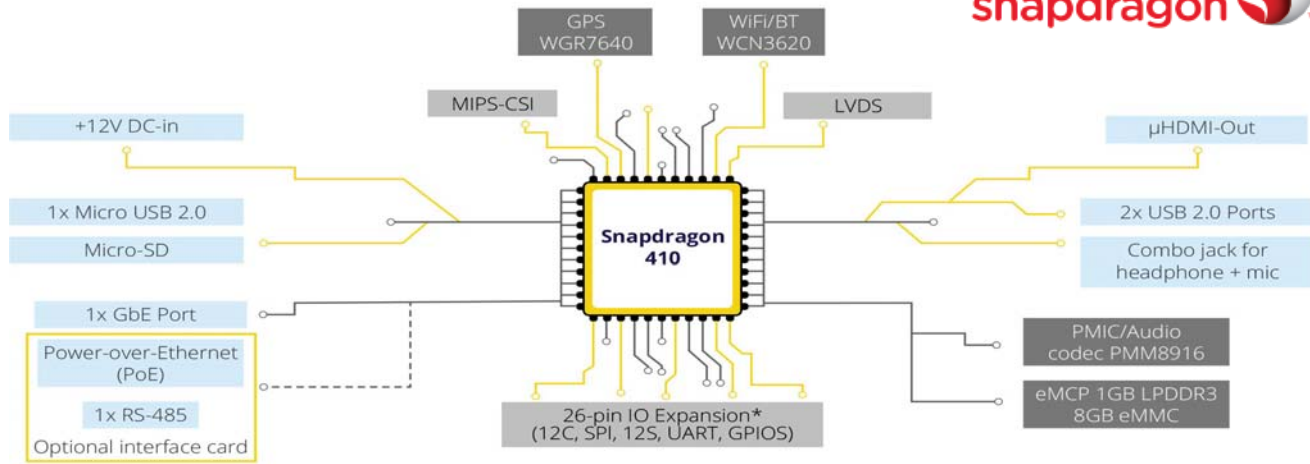 snapdragon
GPS
WGR7640
WiFi/BT
WCN3620
MIPS-CSI
LVDS
+12V DC-in
µHDMI-Out
1x Micro USB 2.0
2x USB 2.0 Ports
Micro-SD
Combo jack for
headphone + mic
Snapdragon
410
1x GbE Port
Power-over-Ethernet
(PoE)
1x RS-485
Optional interface card
PMIC/Audio
codec PMM8916
eMCP 1GB LPDDR3
8GB eMMC
26-pin IO Expansion*
(12C, SPI, 12S, UART, GPIOS)